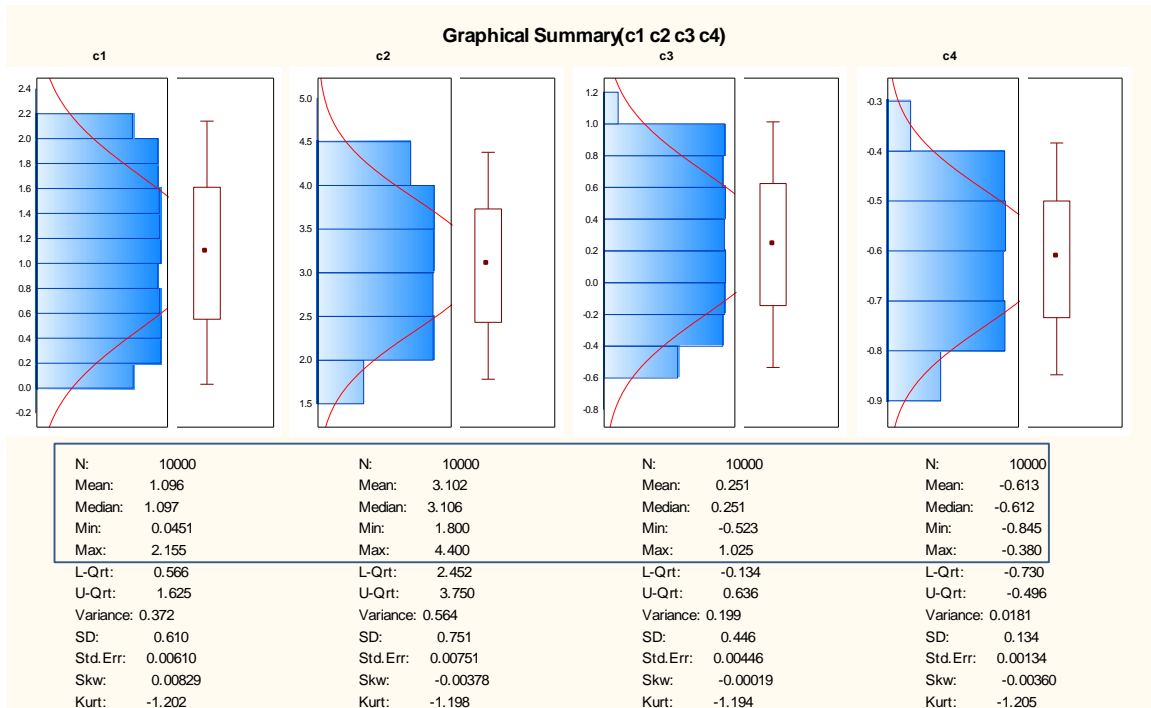 Graphical Summary(c1 c2 c3 c4)
c1 c2 c3 c4
2.4
2.2
2.0
1.8
1.6
1.4
1.2
1.0
0.8
0.6
0.4
0.2
0.0
-0.2
5.0
4.5
4.0
3.5
3.0
2.5
2.0
1.5
1.2
1.0
0.8
0.6
0.4
0.2
0.0
-0.2
-0.4
-0.6
-0.8
-0.3
-0.4
-0.5
-0.6
-0.7
-0.8
-0.9
N: 10000 N: 10000 N: 10000 N: 10000
Mean: 1.096 Mean: 3.102 Mean: 0.251 Mean: -0.613
Median: 1.097 Median: 3.106 Median: 0.251 Median: -0.612
Min: 0.0451 Min: 1.800 Min: -0.523 Min: -0.845
Max: 2.155 Max: 4.400 Max: 1.025 Max: -0.380
L-Qrt: 0.566 L-Qrt: 2.452 L-Qrt: -0.134 L-Qrt: -0.730
U-Qrt: 1.625 U-Qrt: 3.750 U-Qrt: 0.636 U-Qrt: -0.496
Variance: 0.372 Variance: 0.564 Variance: 0.199 Variance: 0.0181
SD: 0.610 SD: 0.751 SD: 0.446 SD: 0.134
Std.Err: 0.00610 Std.Err: 0.00751 Std.Err: 0.00446 Std.Err: 0.00134
Skw: 0.00829 Skw: -0.00378 Skw: -0.00019 Skw: -0.00360
Kurt: -1.202 Kurt: -1.198 Kurt: -1.194 Kurt: -1.205